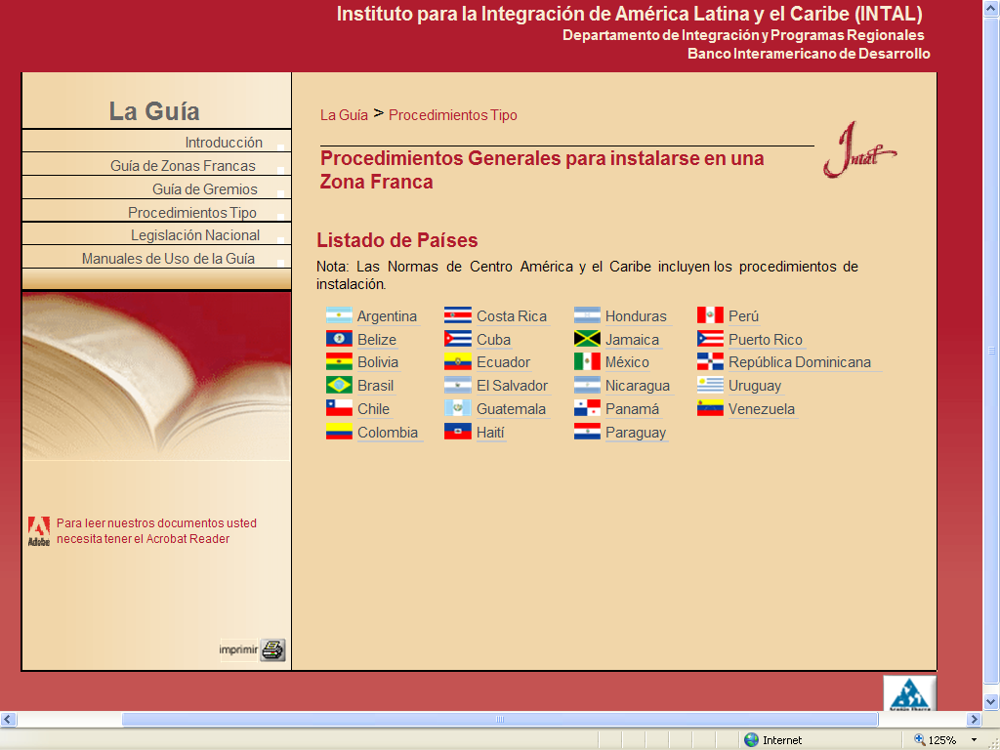 Instituto para la Integración de América Latina y el Caribe (INTAL)
Departamento de Integración y Programas Regionales
Banco Interamericano de Desarrollo
La Guía
Introducción
Guía de Zonas Francas
Guía de Gremios
Procedimientos Tipo
Legislación Nacional
Manuales de Uso de la Guía
La Guía > Procedimientos Tipo
Intal
Procedimientos Generales para instalarse en una
Zona Franca
Listado de Países
Nota: Las Normas de Centro América y el Caribe incluyen los procedimientos de
instalación.
Argentina Costa Rica Honduras Perú
Belize Cuba Jamaica Puerto Rico
Bolivia Ecuador México República Dominicana
Brasil El Salvador Nicaragua Uruguay
Chile Guatemala Panamá Venezuela
Colombia Haití Paraguay
Adobe
Para leer nuestros documentos usted
necesita tener el Acrobat Reader
imprimir
Internet 125%